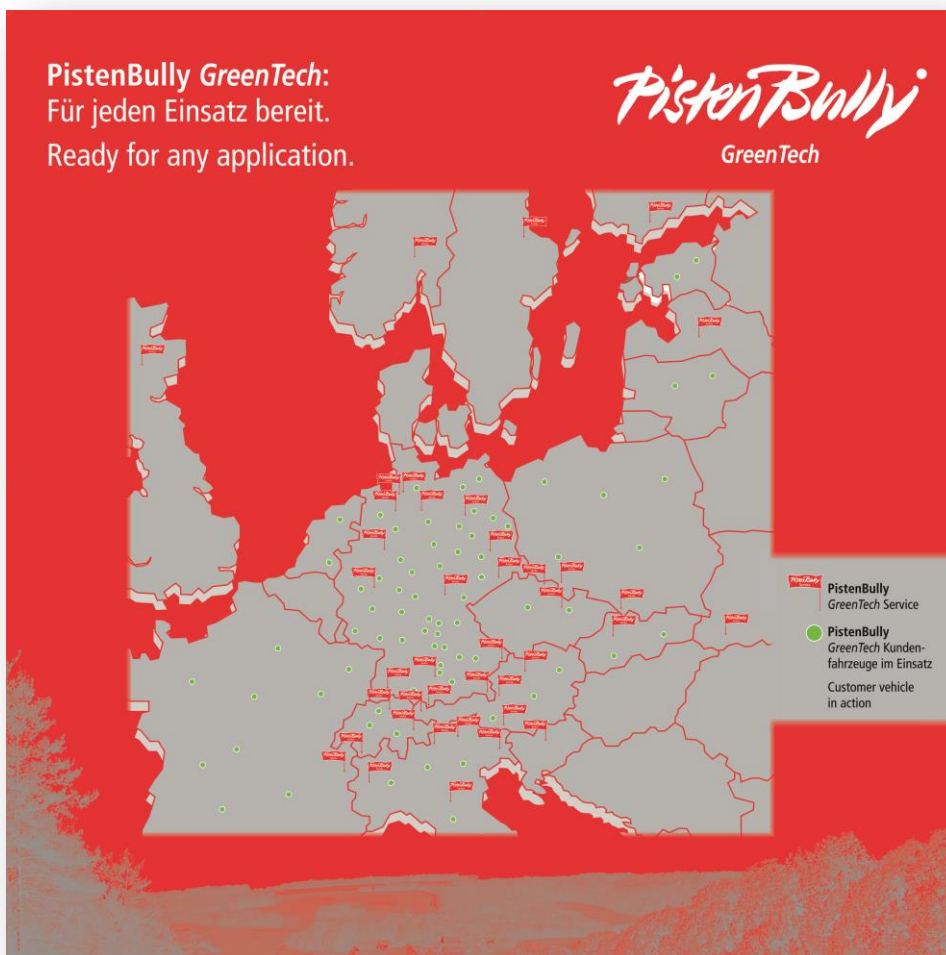 PistenBully GreenTech:
Für jeden Einsatz bereit.
Ready for any application.
PistenBully
GreenTech
PistenBully
PistenBully
GreenTech Service
PistenBully
GreenTech Kunden-
fahrzeuge im Einsatz
Customer vehicle
in action